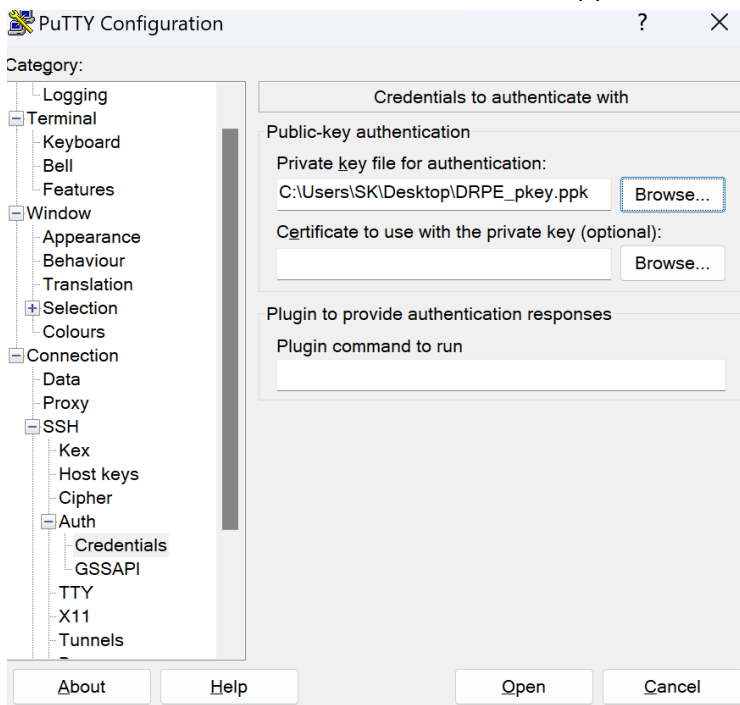 PuTTY Configuration
?
Category:
Logging
Terminal
Keyboard
Bell
Features
Window
Appearance
Behaviour
Translation
Selection
Colours
Connection
Data
Proxy
SSH
Kex
Host keys
Cipher
Auth
Credentials
GSSAPI
TTY
X11
Tunnels
Credentials to authenticate with
Public-key authentication
Private key file for authentication:
C:\Users\SK\Desktop\DRPE_pkey.ppk
Browse...
Certificate to use with the private key (optional):
Browse...
Plugin to provide authentication responses
Plugin command to run
About
Help
Open
Cancel